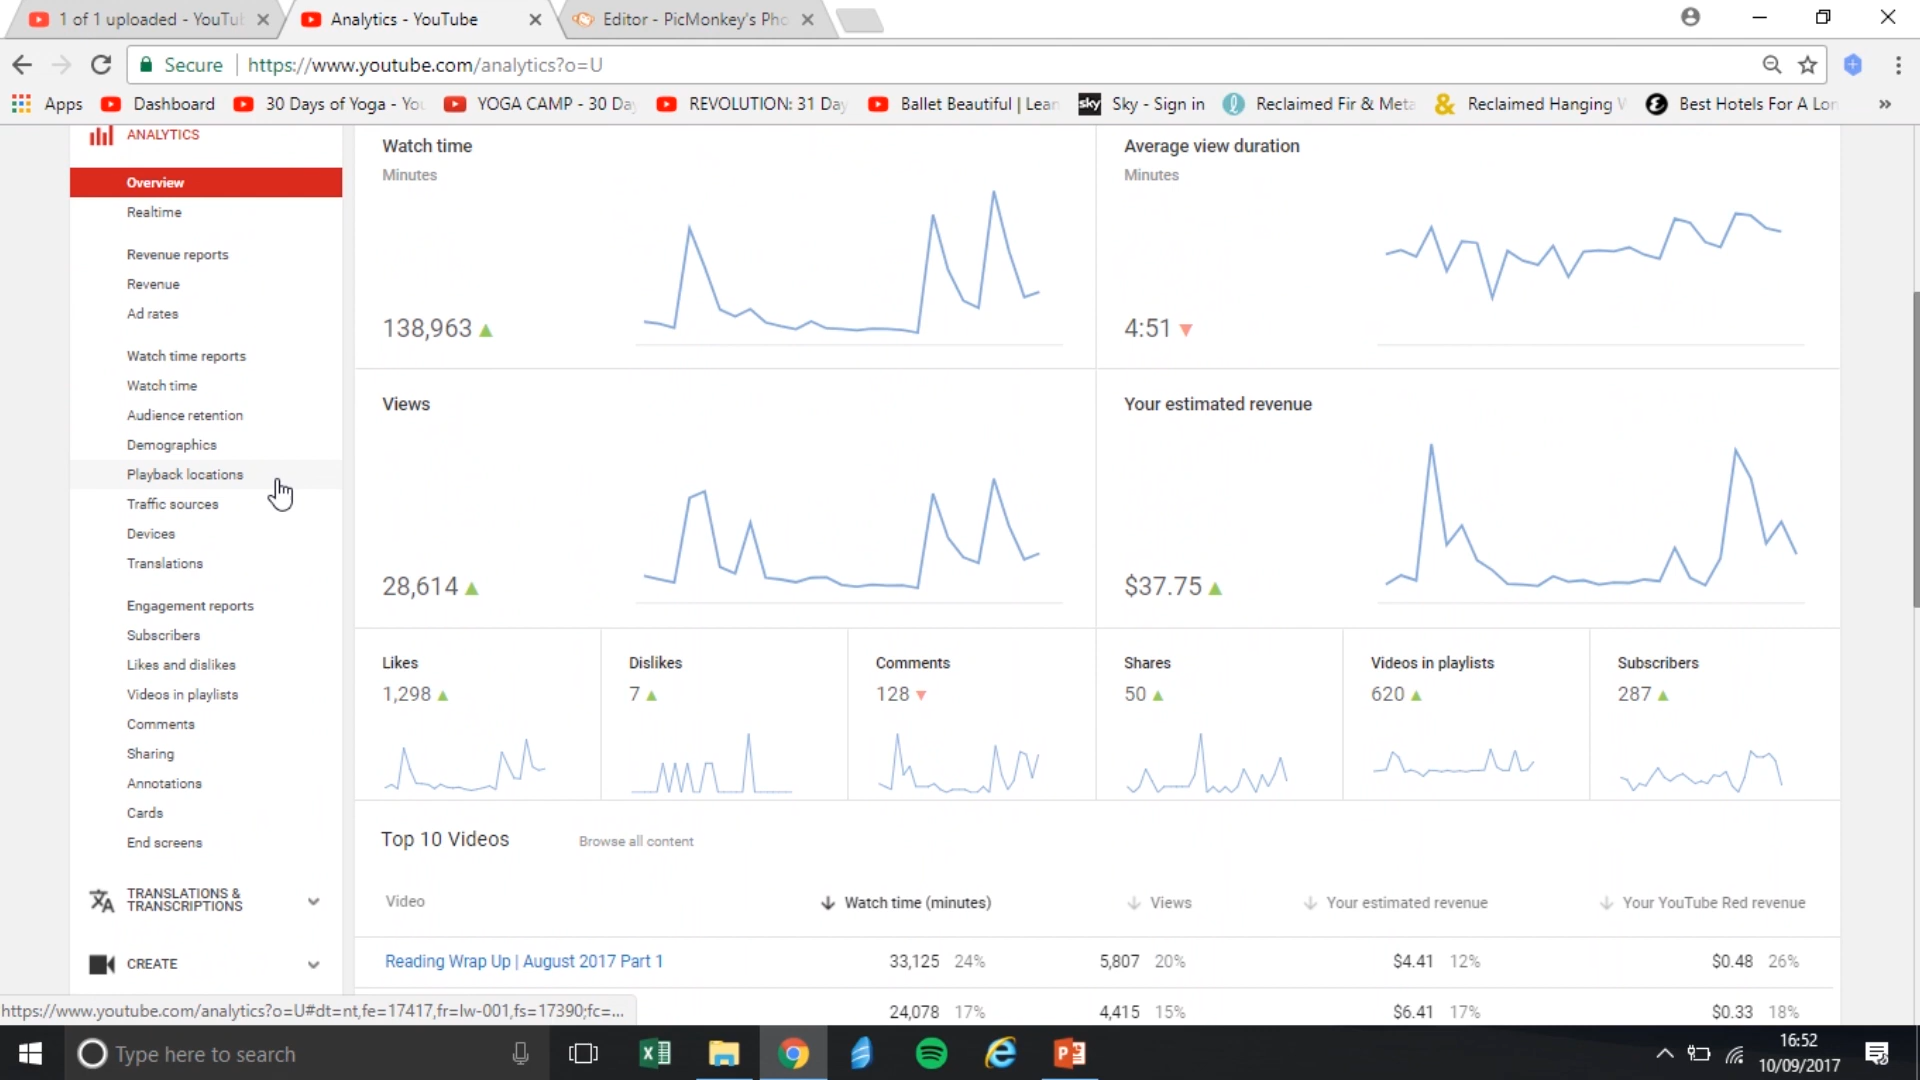 1 of 1 uploaded - YouTu
Analytics - YouTube
Editor - PicMonkey's Pho
Secure
https://www.youtube.com/analytics?o=U
Apps
Dashboard
30 Days of Yoga - You
YOGA CAMP - 30 Da
REVOLUTION: 31 Day
Ballet Beautiful | Lean
sky
Sky - Sign in
Reclaimed Fir & Meta
Reclaimed Hanging
Best Hotels For A Lon
»
ANALYTICS
Overview
Realtime
Revenue reports
Revenue
Ad rates
Watch time reports
Watch time
Audience retention
Demographics
Playback locations
Traffic sources
Devices
Translations
Engagement reports
Subscribers
Likes and dislikes
Videos in playlists
Comments
Sharing
Annotations
Cards
End screens
TRANSLATIONS &
TRANSCRIPTIONS
CREATE
Watch time
Minutes
138,963
Average view duration
Minutes
4:51
Views
28,614
Your estimated revenue
$37.75
Likes
1,298
Dislikes
7
Comments
128
Shares
50
Videos in playlists
620
Subscribers
287
Top 10 Videos
Browse all content
Video
Watch time (minutes)
Views
Your estimated revenue
Your YouTube Red revenue
Reading Wrap Up | August 2017 Part 1 33,125 24% 5,807 20% $4.41 12% $0.48 26%
24,078 17% 4,415 15% $6.41 17% $0.33 18%
https://www.youtube.com/analytics?o=U#dt=nt,fe=17417,fr=lw-001,fs=17390;fc=...
Type here to search
16:52
10/09/2017